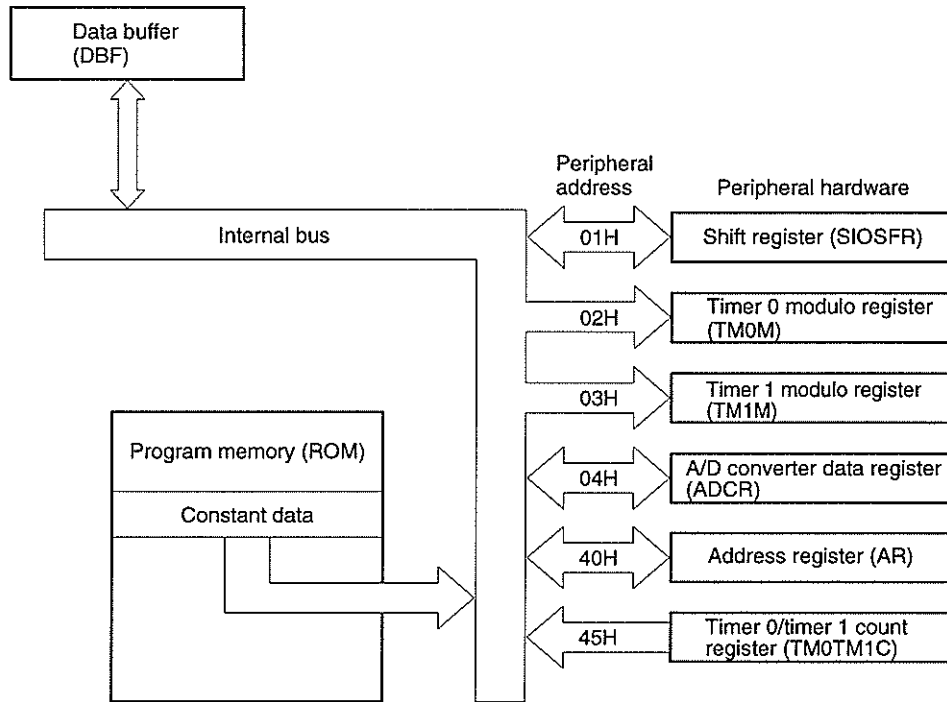 Data buffer
(DBF)
Peripheral
address
Peripheral hardware
Internal bus
01H
Shift register (SIOSFR)
02H
Timer 0 modulo register
(TM0M)
03H
Timer 1 modulo register
(TM1M)
Program memory (ROM)
04H
A/D converter data register
(ADCR)
Constant data
40H
Address register (AR)
45H
Timer 0/timer 1 count
register (TM0TM1C)